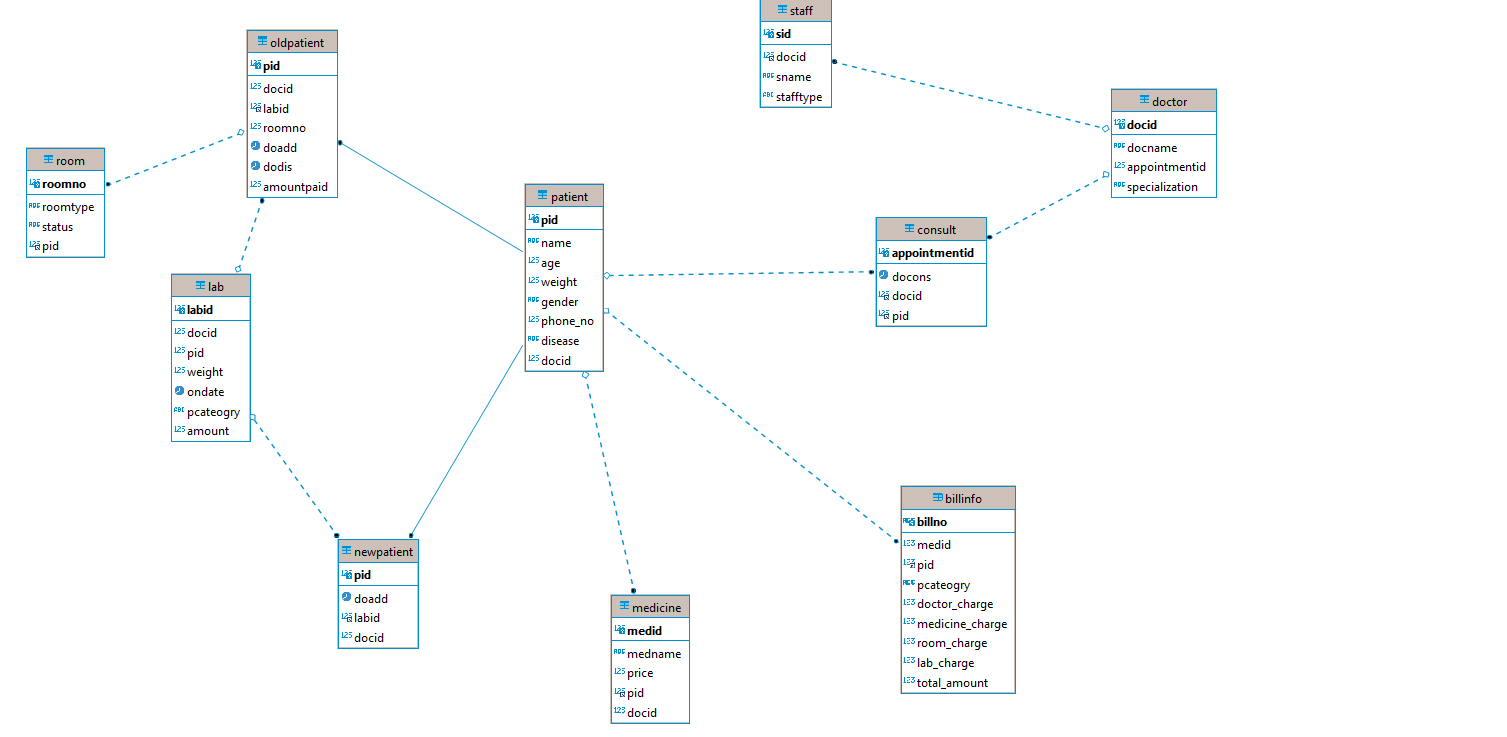 staff
sid
docid
sname
stafftype
oldpatient
pid
docid
labid
roomno
doadd
dodis
amountpaid
doctor
docid
docname
appointmentid
specialization
room
roomno
roomtype
status
pid
patient
pid
name
age
weight
gender
phone_no
disease
docid
consult
appointmentid
docons
docid
pid
lab
labid
docid
pid
weight
ondate
pcateogry
amount
billinfo
billno
medid
pid
pcateogry
doctor_charge
medicine_charge
room_charge
lab_charge
total_amount
newpatient
pid
doadd
labid
docid
medicine
medid
medname
price
pid
docid